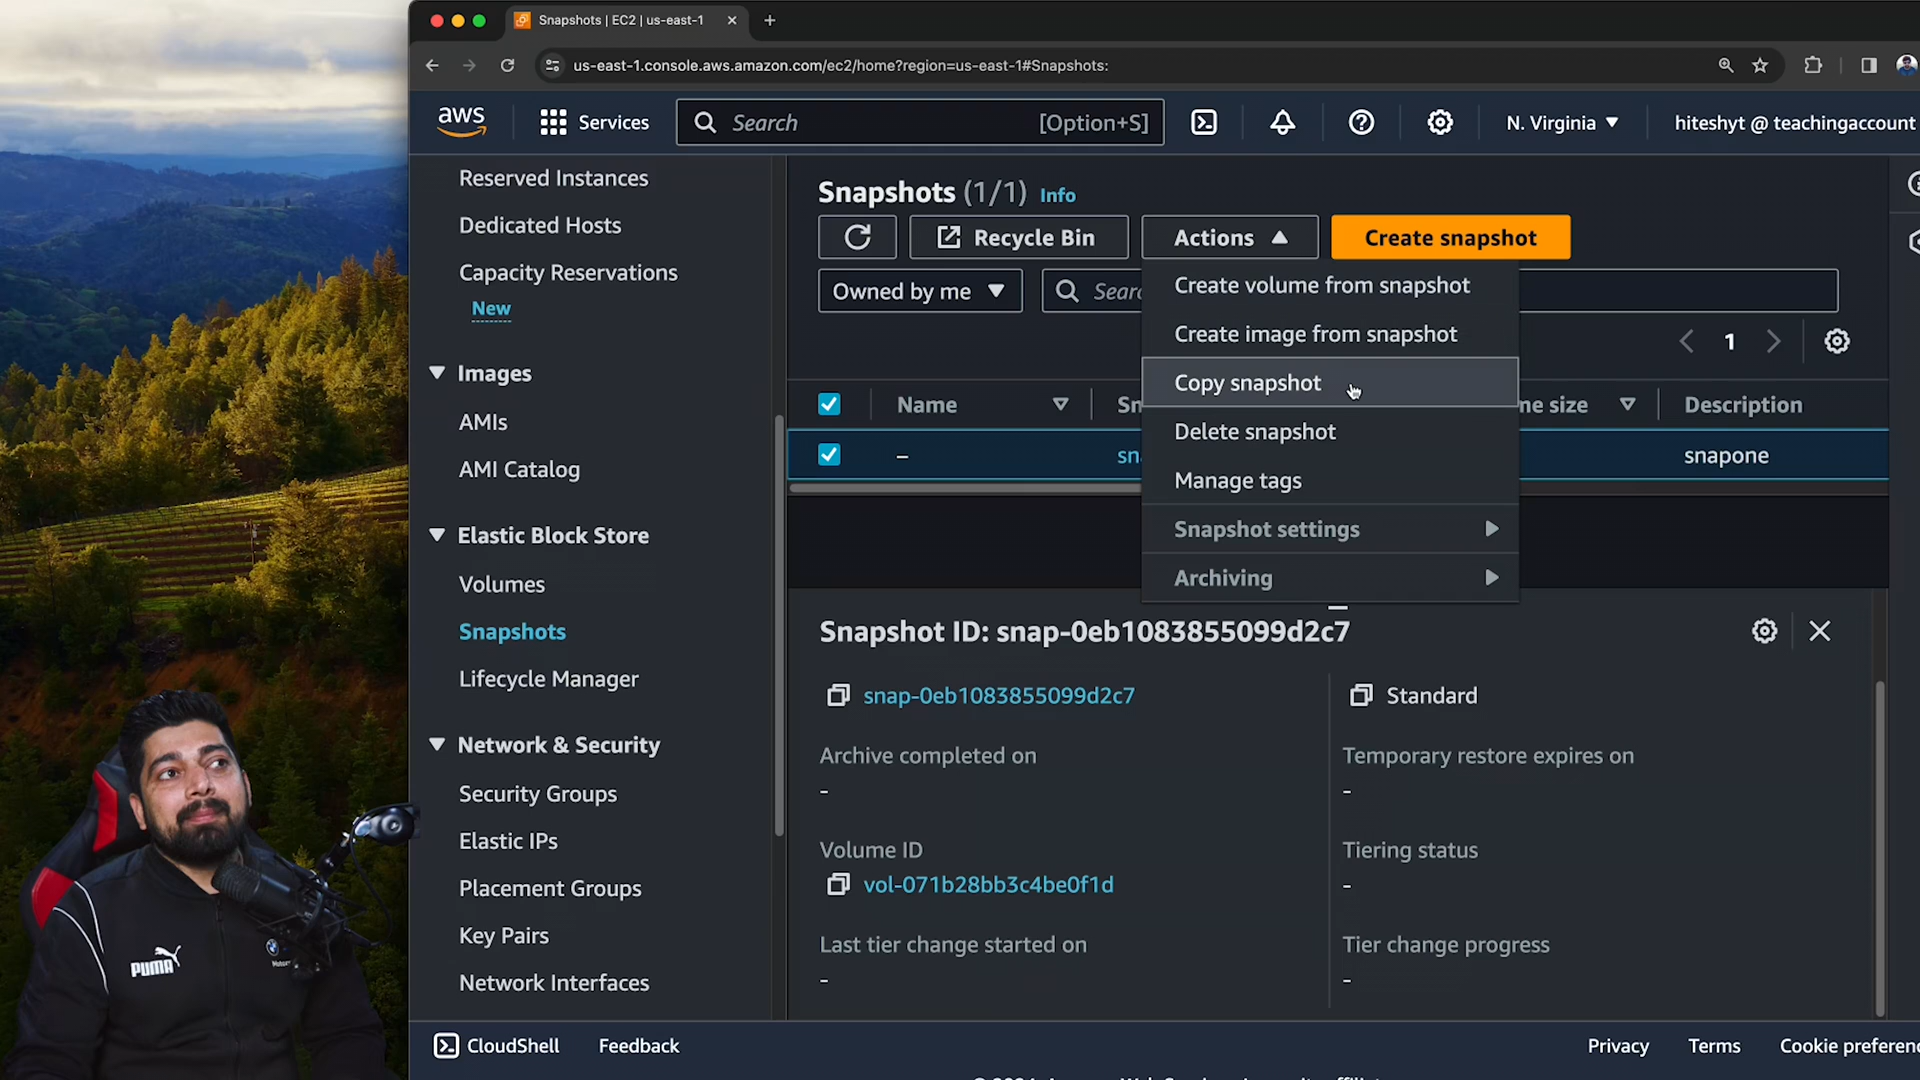 Snapshots | EC2 | us-east-1
us-east-1.console.aws.amazon.com/ec2/home?region=us-east-1#Snapshots:
aws
Services
Search
[Option+S]
N. Virginia
hiteshyt @ teachingaccount
Reserved Instances
Dedicated Hosts
Capacity Reservations
New
Images
AMIs
AMI Catalog
Elastic Block Store
Volumes
Snapshots
Lifecycle Manager
Network & Security
Security Groups
Elastic IPs
Placement Groups
Key Pairs
Network Interfaces
Snapshots (1/1) Info
Recycle Bin
Actions
Create snapshot
Owned by me
Sear
Create volume from snapshot
Create image from snapshot
Copy snapshot
Delete snapshot
Manage tags
Snapshot settings
Archiving
1
Name
Sn
me size
Description
–
sna
snapone
Snapshot ID: snap-0eb1083855099d2c7
snap-0eb1083855099d2c7
Standard
Archive completed on
-
Temporary restore expires on
-
Volume ID
vol-071b28bb3c4be0f1d
Tiering status
-
Last tier change started on
-
Tier change progress
-
PUMA
CloudShell
Feedback
Privacy
Terms
Cookie preferenc